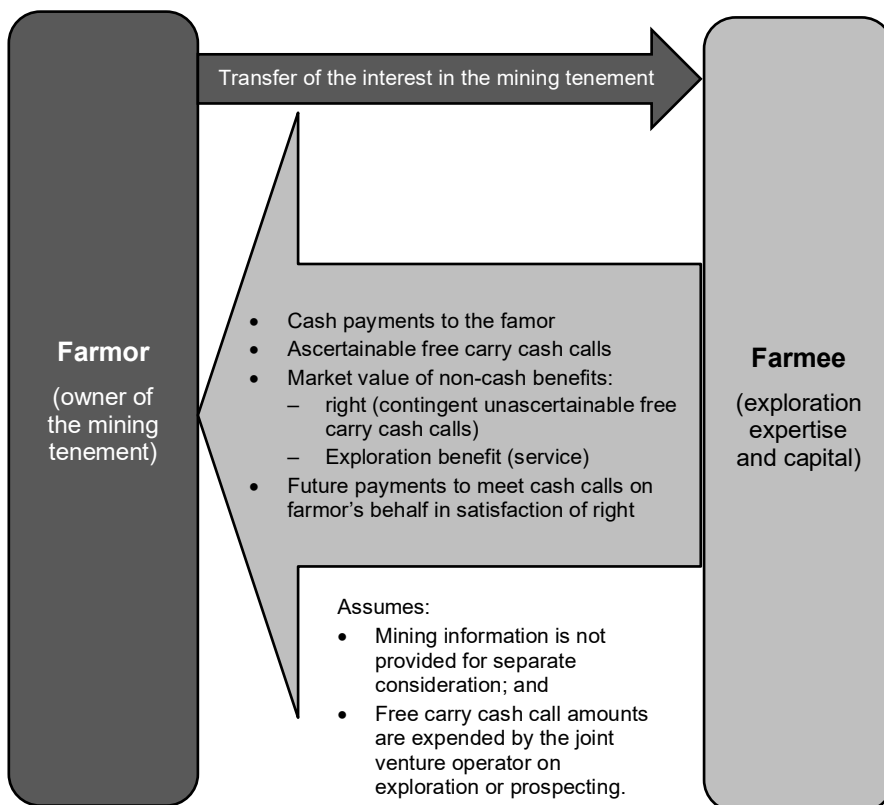 Transfer of the interest in the mining tenement
Farmor
(owner of
the mining
tenement)
• Cash payments to the famor
• Ascertainable free carry cash calls
• Market value of non-cash benefits:
– right (contingent unascertainable free
carry cash calls)
– Exploration benefit (service)
• Future payments to meet cash calls on
farmor's behalf in satisfaction of right
Farmee
(exploration
expertise
and capital)
Assumes:
• Mining information is not
provided for separate
consideration; and
• Free carry cash call amounts
are expended by the joint
venture operator on
exploration or prospecting.